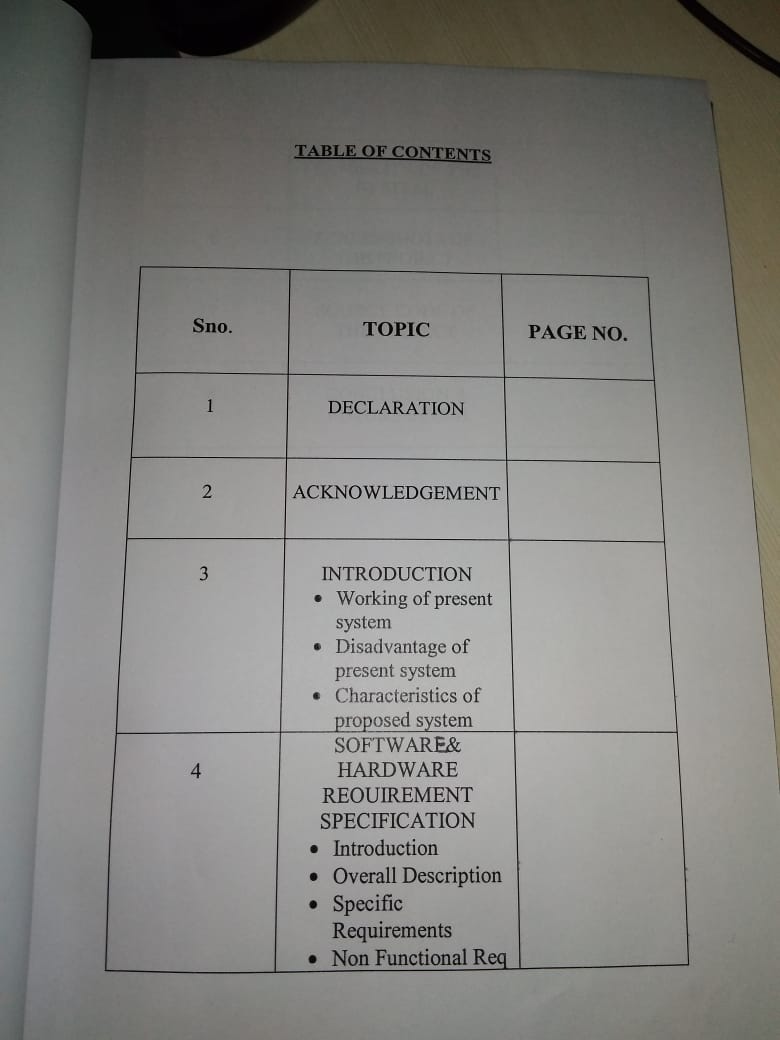 TABLE OF CONTENTS
Sno. TOPIC PAGE NO.
1 DECLARATION
2 ACKNOWLEDGEMENT
3 INTRODUCTION
• Working of present
system
• Disadvantage of
present system
• Characteristics of
proposed system
SOFTWARE&
4 HARDWARE
REOUIREMENT
SPECIFICATION
• Introduction
• Overall Description
• Specific
Requirements
• Non Functional Req